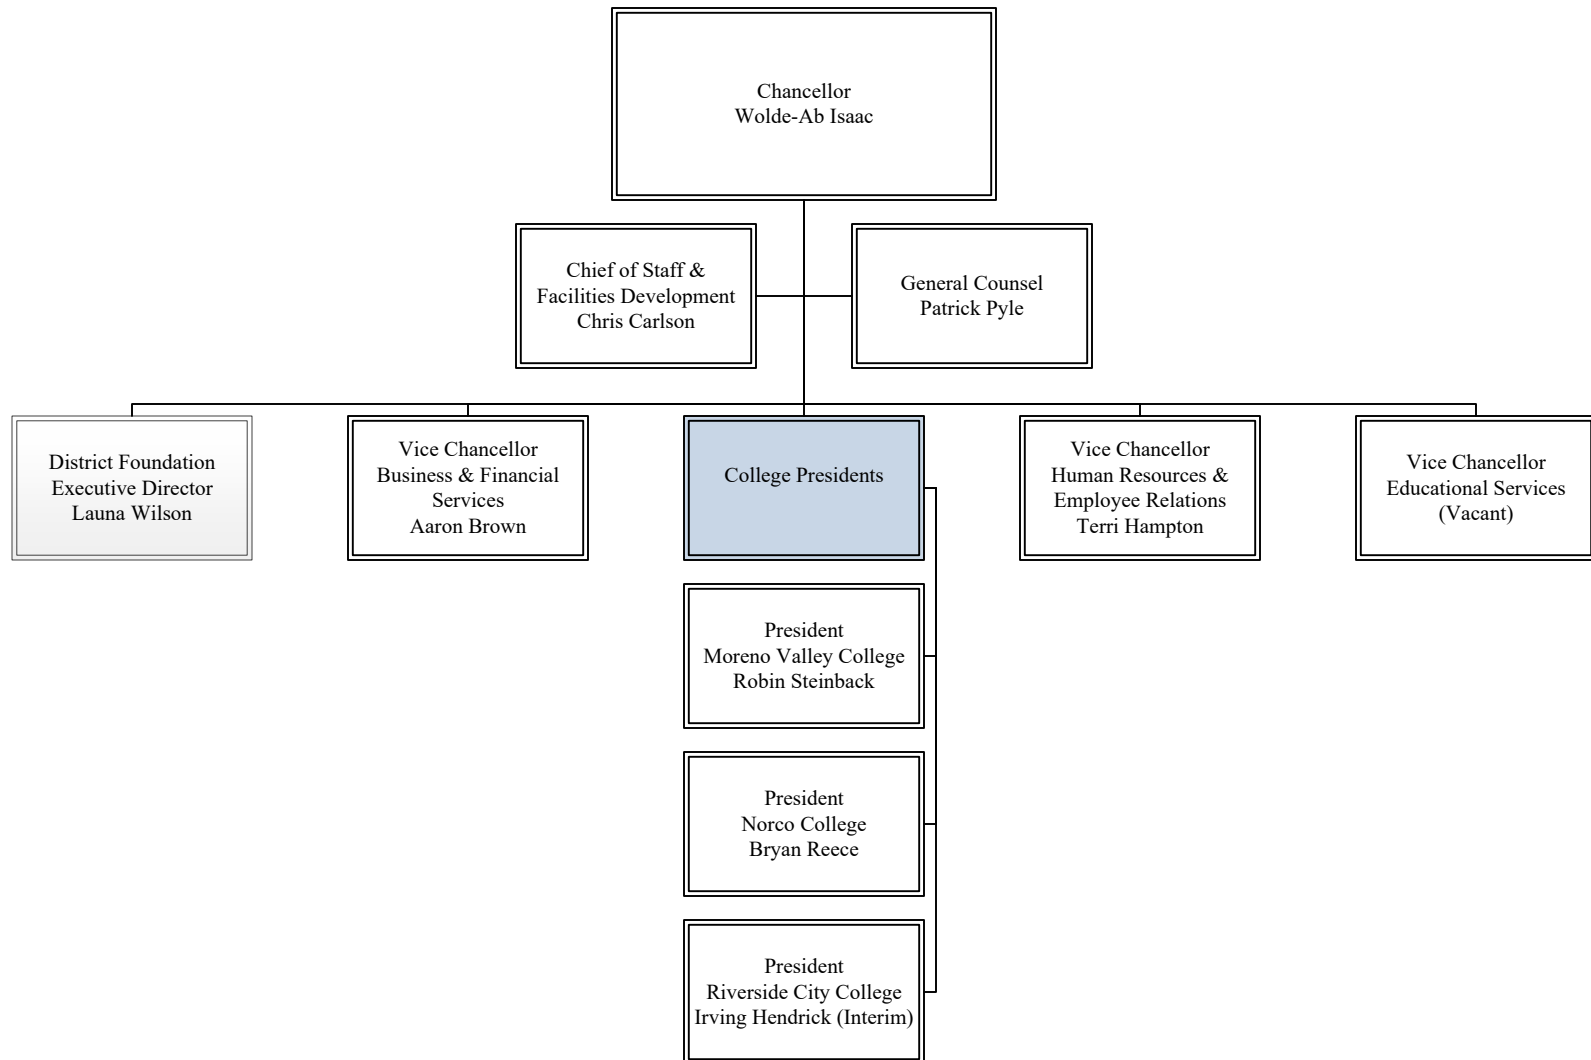 Chancellor
Wolde-Ab Isaac
Chief of Staff &
Facilities Development
Chris Carlson
General Counsel
Patrick Pyle
District Foundation
Executive Director
Launa Wilson
Vice Chancellor
Business & Financial
Services
Aaron Brown
College Presidents
Vice Chancellor
Human Resources &
Employee Relations
Terri Hampton
Vice Chancellor
Educational Services
(Vacant)
President
Moreno Valley College
Robin Steinback
President
Norco College
Bryan Reece
President
Riverside City College
Irving Hendrick (Interim)